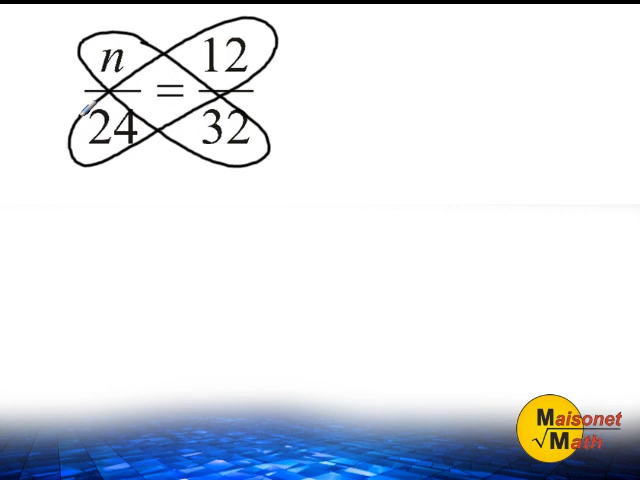 n/24 = 12/32
Maisonet
√Math